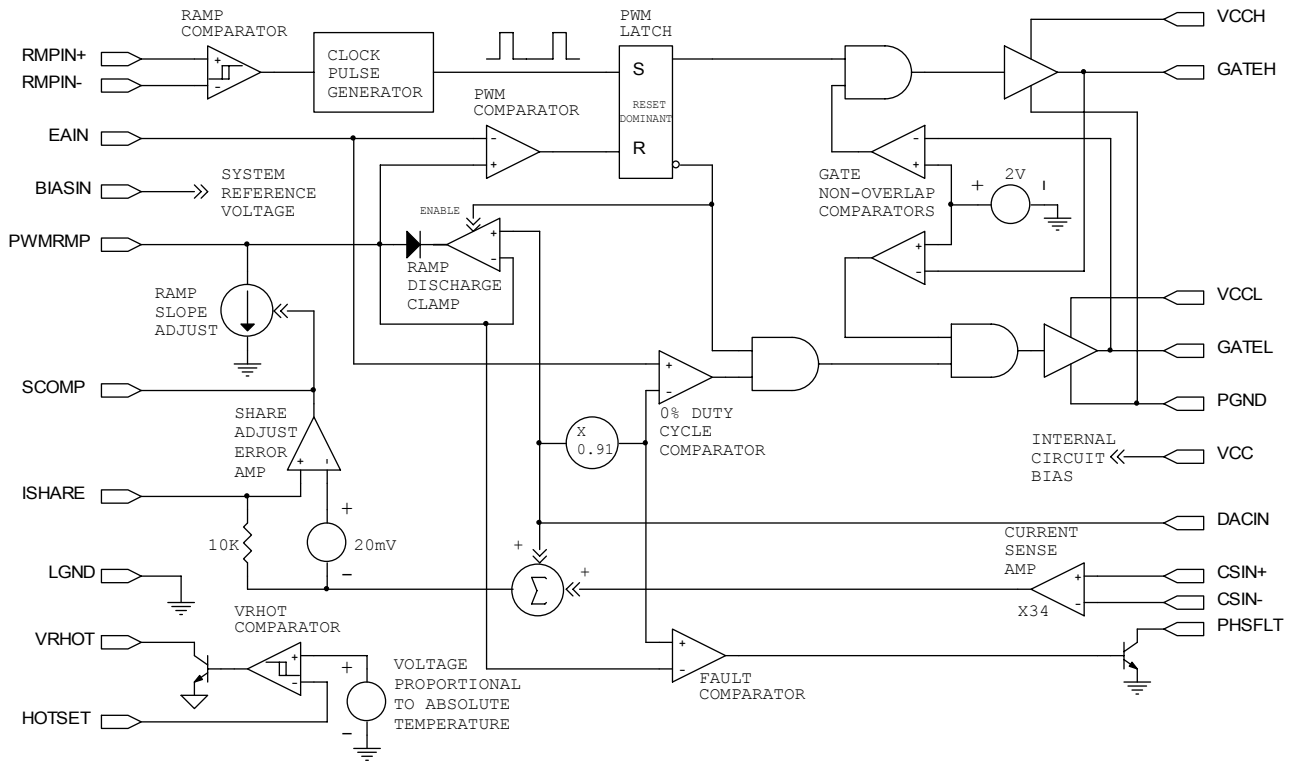 RAMP
COMPARATOR
RMPIN+
RMPIN-
+
-
CLOCK
PULSE
GENERATOR
PWM
LATCH
S
RESET
DOMINANT
R
VCCH
GATEH
PWM
COMPARATOR
-
+
EAIN
BIASIN
SYSTEM
REFERENCE
VOLTAGE
-
+
GATE
NON-OVERLAP
COMPARATORS
+
2V
-
+
-
ENABLE
PWMRMP
+
-
RAMP
DISCHARGE
CLAMP
RAMP
SLOPE
ADJUST
VCCL
GATEL
PGND
SCOMP
+
-
0% DUTY
CYCLE
COMPARATOR
SHARE
ADJUST
ERROR
AMP
+
-
X
0.91
INTERNAL
CIRCUIT
BIAS
VCC
ISHARE
10K
+
20mV
-
DACIN
+
+
Σ
CURRENT
SENSE
AMP
+
-
X34
CSIN+
CSIN-
LGND
PHSFLT
VRHOT
COMPARATOR
VRHOT
+
-
HOTSET
+
-
VOLTAGE
PROPORTIONAL
TO ABSOLUTE
TEMPERATURE
+
-
FAULT
COMPARATOR